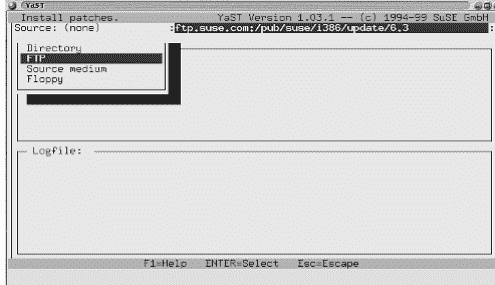 YaST
Install patches. YaST Version 1.03.1 -- (c) 1994-99 SuSE GmbH
Source: (none) :ftp.suse.com:/pub/suse/i386/update/6.3 :
Directory
FTP
Source medium
Floppy
Logfile:
F1=Help ENTER=Select Esc=Escape